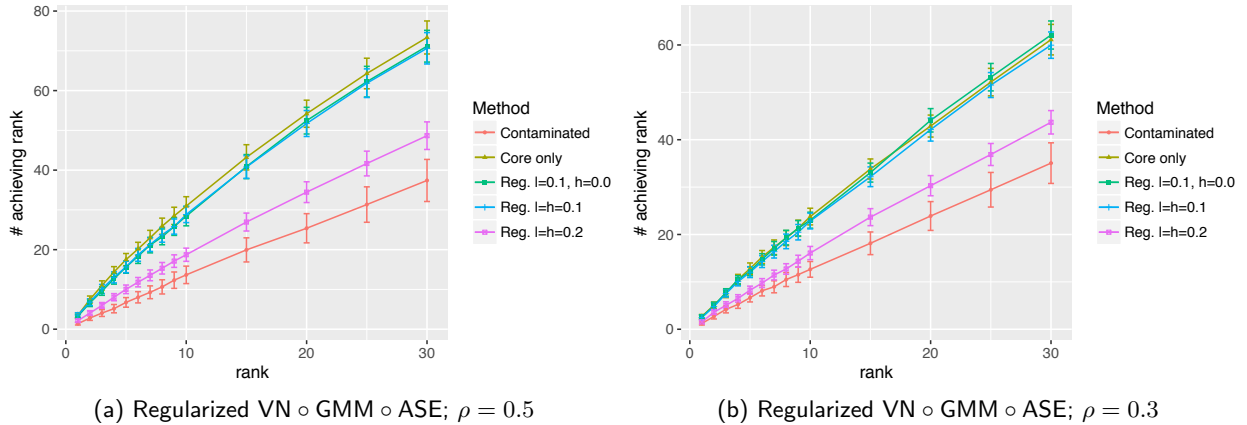 80
60
40
20
0
# achieving rank
0
10
20
30
rank
Method
Contaminated
Core only
Reg. l=0.1, h=0.0
Reg. l=h=0.1
Reg. l=h=0.2
(a) Regularized VN ∘ GMM ∘ ASE; ρ = 0.5
60
40
20
0
# achieving rank
0
10
20
30
rank
Method
Contaminated
Core only
Reg. l=0.1, h=0.0
Reg. l=h=0.1
Reg. l=h=0.2
(b) Regularized VN ∘ GMM ∘ ASE; ρ = 0.3